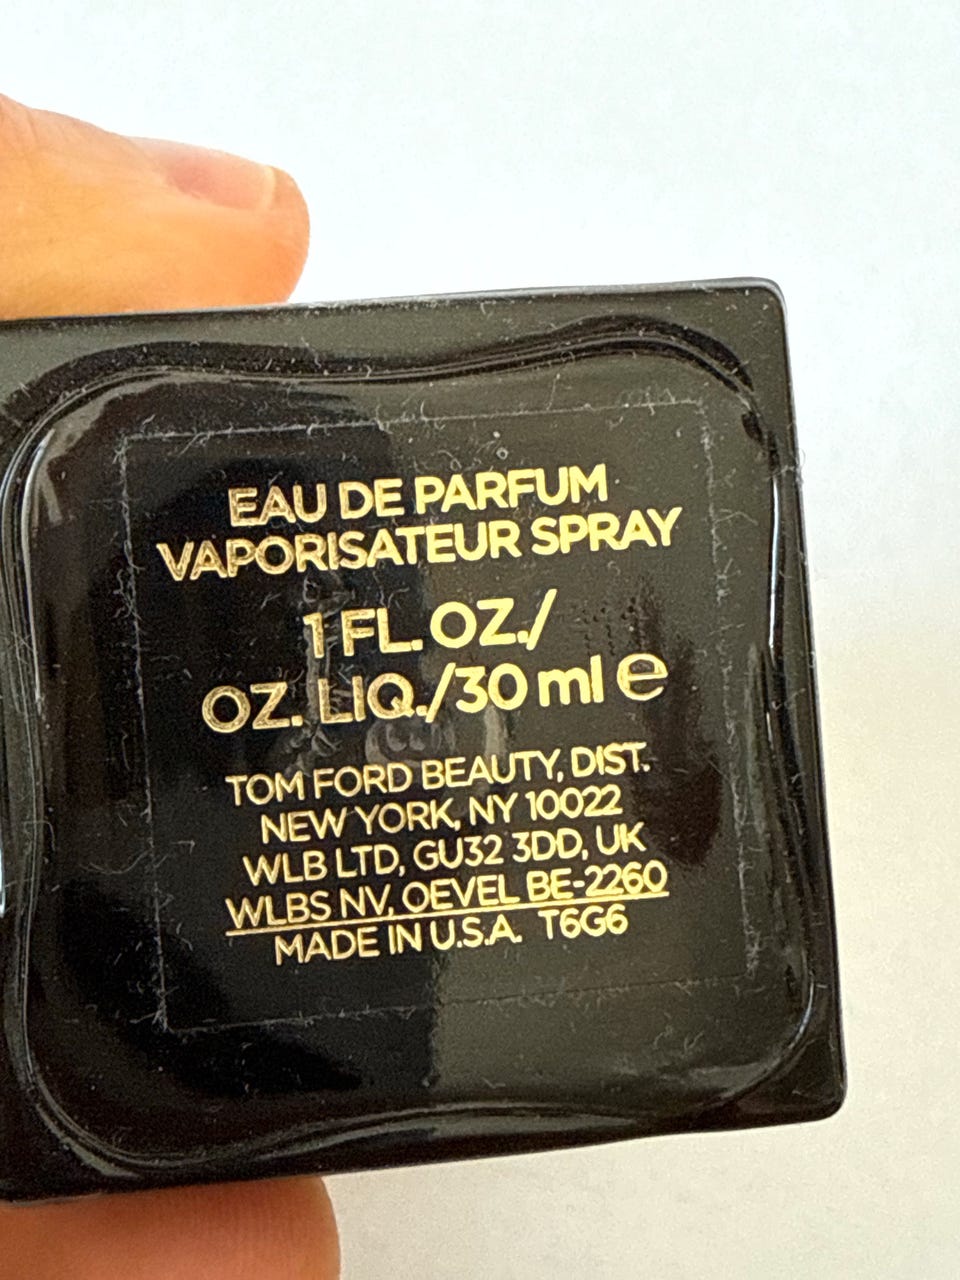 EAU DE PARFUM
VAPORISATEUR SPRAY
1 FL. OZ./
OZ. LIQ./30 ml e
TOM FORD BEAUTY, DIST.
NEW YORK, NY 10022
WLB LTD, GU32 3DD, UK
WLBS NV, OEVEL BE-2260
MADE IN U.S.A. T6G6